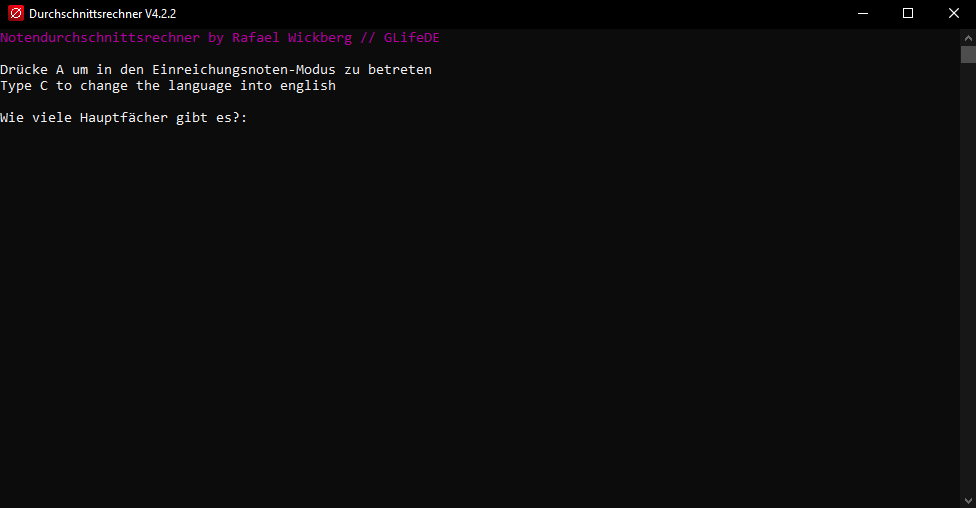 Durchschnittsrechner V4.2.2
Notendurchschnittsrechner by Rafael Wickberg // GLifeDE
Drücke A um in den Einreichungsnoten-Modus zu betreten
Type C to change the language into english
Wie viele Hauptfächer gibt es?: